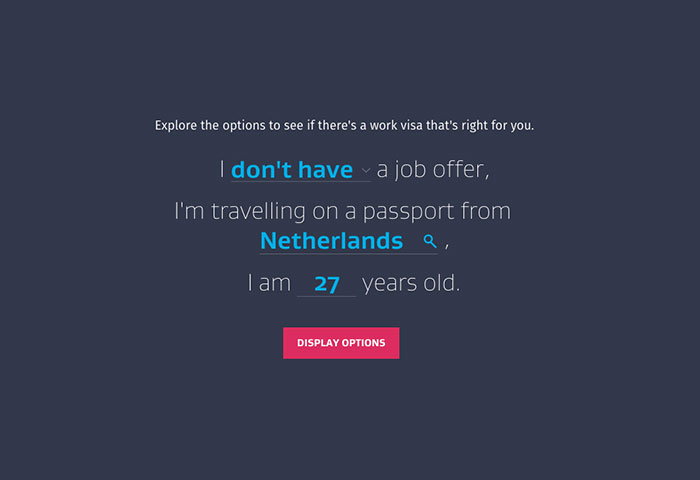 Explore the options to see if there's a work visa that's right for you.
I don't have a job offer,
I'm travelling on a passport from
Netherlands ,
I am 27 years old.
DISPLAY OPTIONS